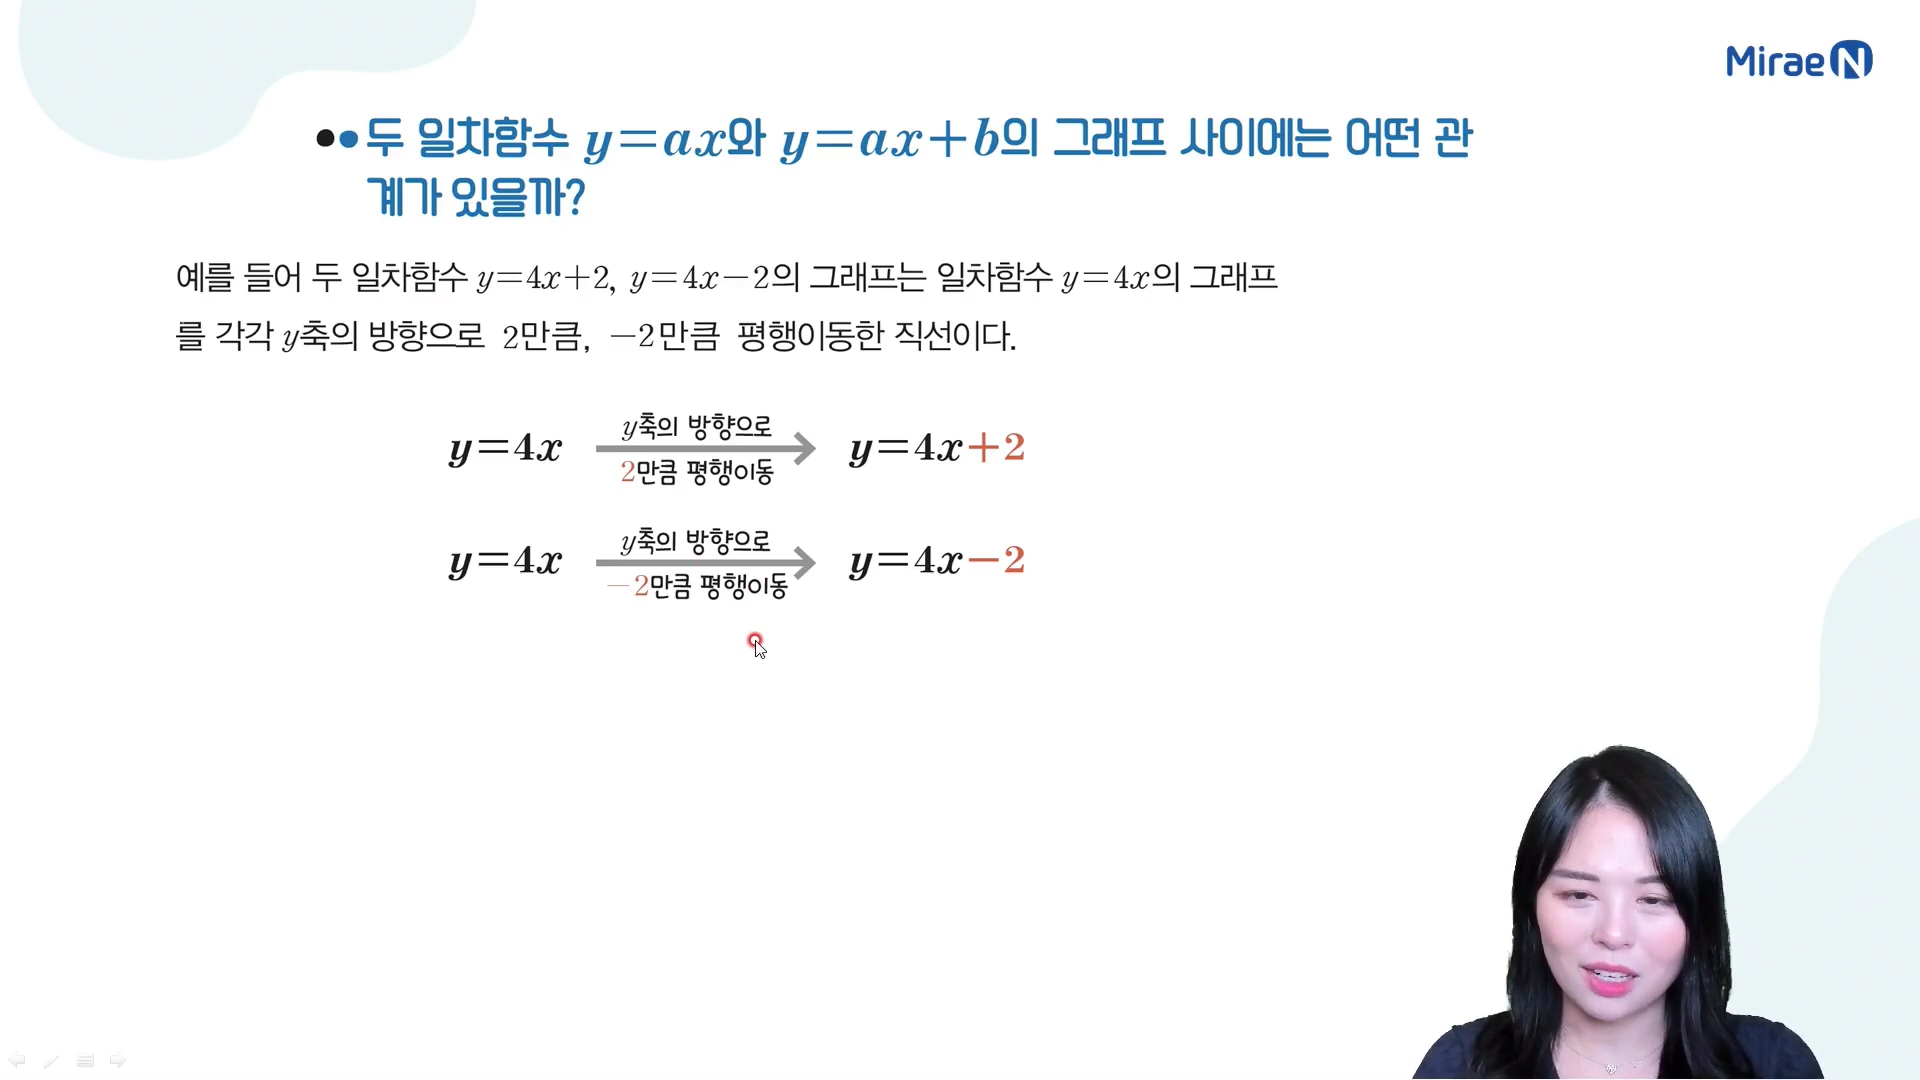 Mirae N
두 일차함수 y=ax와 y=ax+b의 그래프 사이에는 어떤 관
계가 있을까?
예를 들어 두 일차함수 y=4x+2, y=4x−2의 그래프는 일차함수 y=4x의 그래프
를 각각 y축의 방향으로 2만큼, −2만큼 평행이동한 직선이다.
y축의 방향으로
y=4x y=4x+2
2만큼 평행이동
y축의 방향으로
y=4x y=4x−2
−2만큼 평행이동